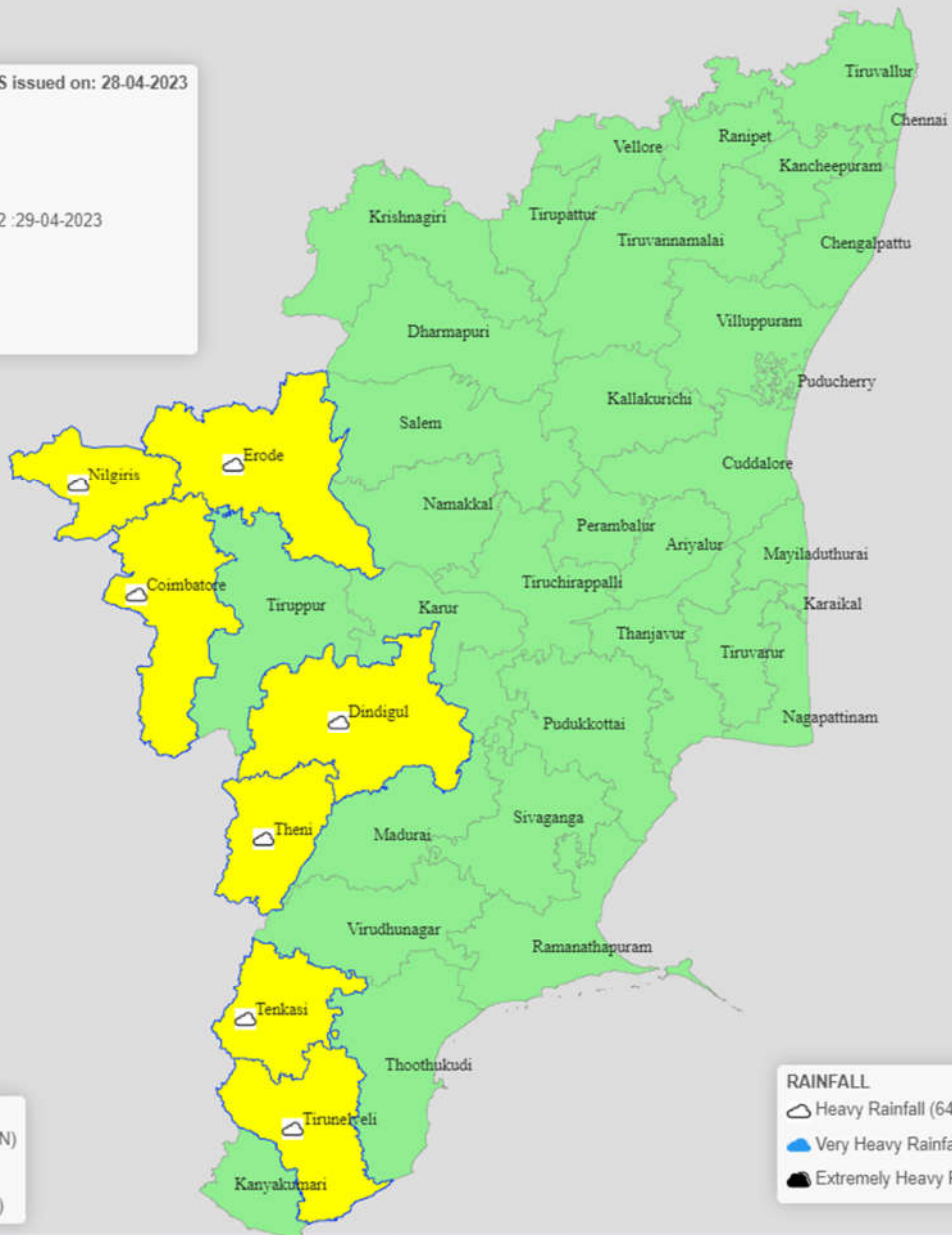 S issued on: 28-04-2023
2 :29-04-2023
Tiruvallur
Chennai
Ranipet
Vellore
Kancheepuram
Krishnagiri
Tirupattur
Tiruvannamalai
Chengalpattu
Villuppuram
Dharmapuri
Puducherry
Kallakurichi
Salem
Erode
Cuddalore
Nilgiris
Namakkal
Perambalur
Ariyalur
Mayiladuthurai
Coimbatore
Tiruchirappalli
Tiruppur
Karur
Karaikal
Thanjavur
Tiruvarur
Dindigul
Pudukkottai
Nagapattinam
Sivaganga
Theni
Madurai
Virudhunagar
Ramanathapuram
Tenkasi
Thoothukudi
Tirunelveli
Kanyakumari
N)
)
RAINFALL
Heavy Rainfall (64
Very Heavy Rainfa
Extremely Heavy R